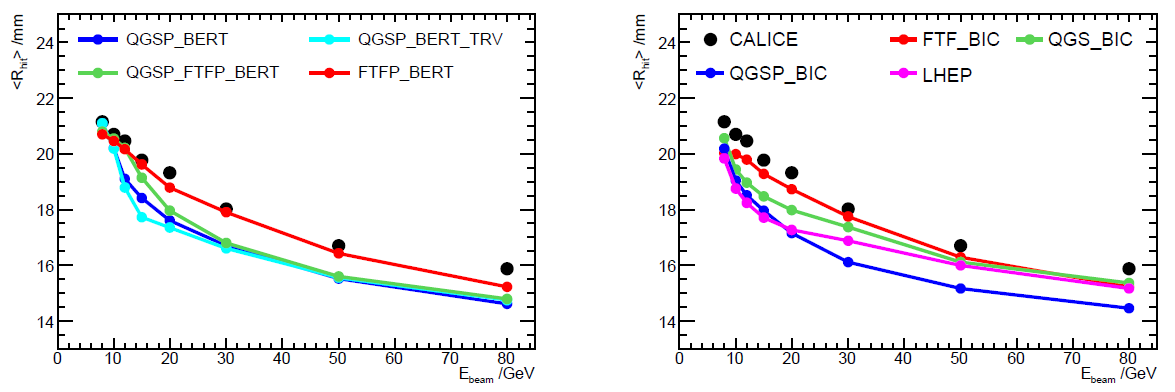 <R_hit> /mm
24
22
20
18
16
14
QGSP_BERT
QGSP_BERT_TRV
QGSP_FTFP_BERT
FTFP_BERT
0 10 20 30 40 50 60 70 80
E_beam /GeV
<R_hit> /mm
24
22
20
18
16
14
CALICE
FTF_BIC
QGS_BIC
QGSP_BIC
LHEP
0 10 20 30 40 50 60 70 80
E_beam /GeV